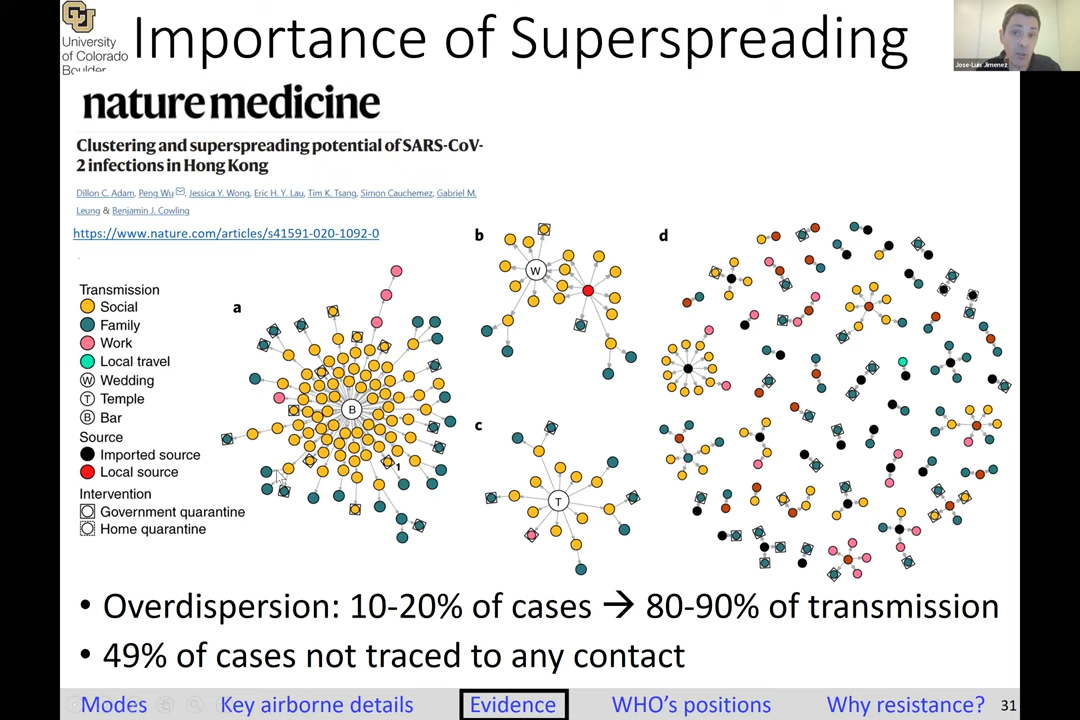 University
of Colorado
Boulder
Importance of Superspreading
Jose-Luis Jimenez
nature medicine
Clustering and superspreading potential of SARS-CoV-
2 infections in Hong Kong
Dillon C. Adam, Peng Wu, Jessica Y. Wong, Eric H. Y. Lau, Tim K. Tsang, Simon Cauchemez, Gabriel M.
Leung & Benjamin J. Cowling
https://www.nature.com/articles/s41591-020-1092-0
Transmission
Social
Family
Work
Local travel
W Wedding
T Temple
B Bar
Source
Imported source
Local source
Intervention
Government quarantine
Home quarantine
a
B
1
b
W
c
T
d
• Overdispersion: 10-20% of cases → 80-90% of transmission
• 49% of cases not traced to any contact
Modes Key airborne details Evidence WHO's positions Why resistance? 31